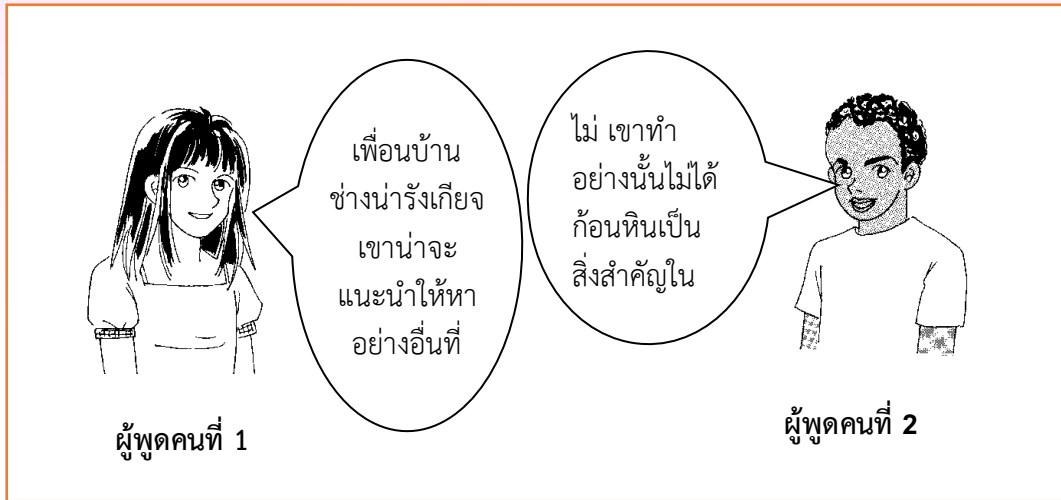 เพื่อนบ้าน
ช่างน่ารังเกียจ
เขาน่าจะ
แนะนำให้หา
อย่างอื่นที่
ไม่ เขาทำ
อย่างนั้นไม่ได้
ก้อนหินเป็น
สิ่งสำคัญใน
ผู้พูดคนที่ 1
ผู้พูดคนที่ 2